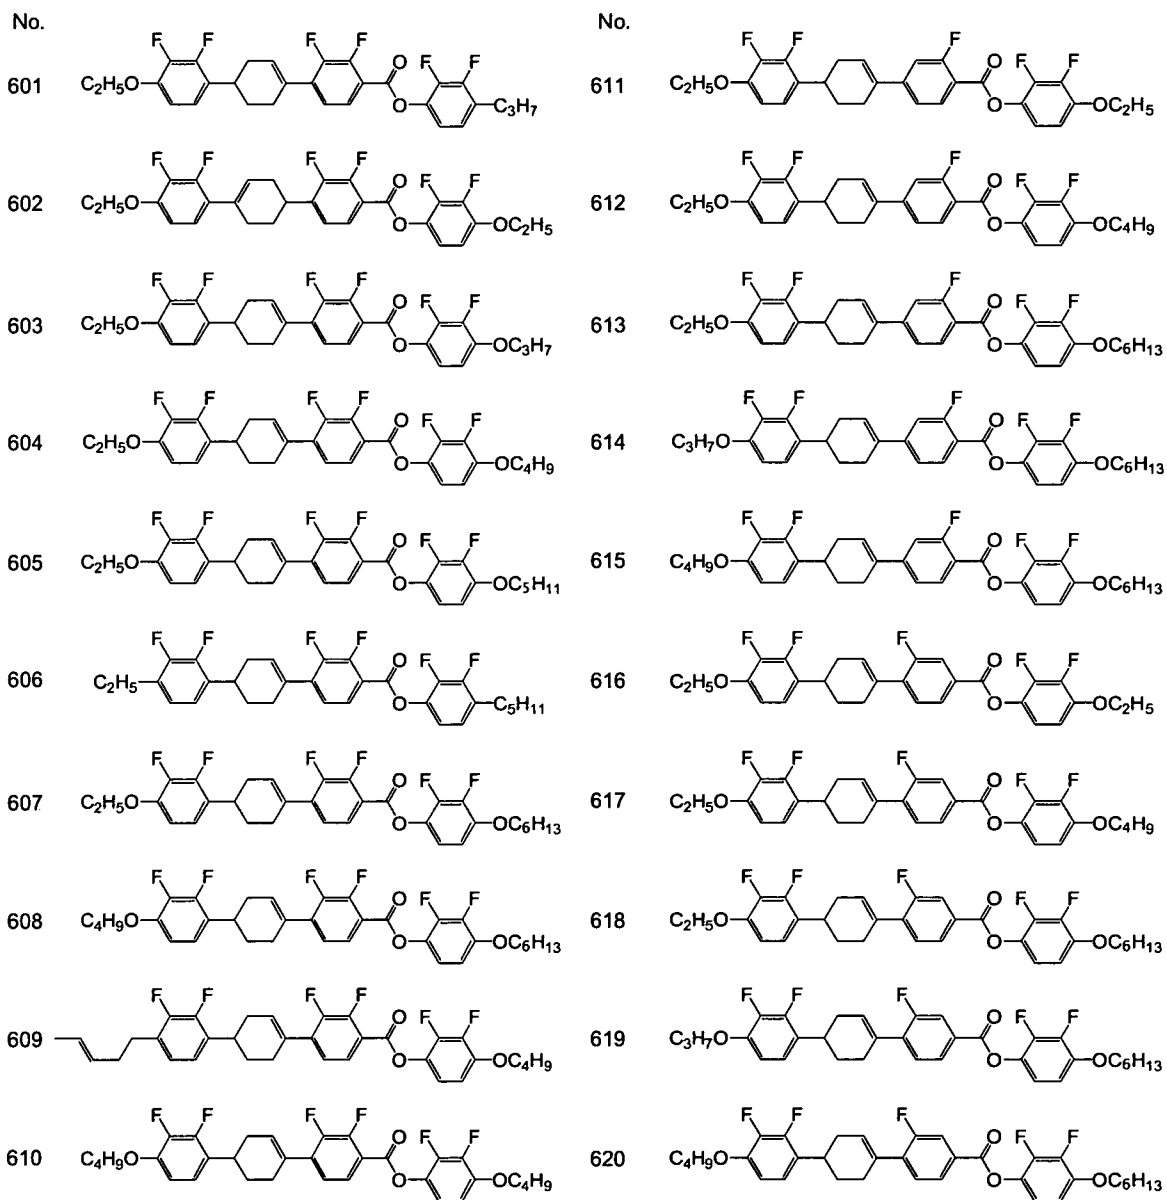 No.
F F F F
O F F
601 C2H5O
O C3H7
F F F F
O F F
602 C2H5O
O OC2H5
F F F F
O F F
603 C2H5O
O OC3H7
F F F F
O F F
604 C2H5O
O OC4H9
F F F F
O F F
605 C2H5O
O OC5H11
F F F F
O F F
606 C2H5
O C5H11
F F F F
O F F
607 C2H5O
O OC6H13
F F F F
O F F
608 C4H9O
O OC6H13
F F F F
O F F
609
O OC4H9
F F F F
O F F
610 C4H9O
O OC4H9
No.
F F F
O F F
611 C2H5O
O OC2H5
F F F
O F F
612 C2H5O
O OC4H9
F F F
O F F
613 C2H5O
O OC6H13
F F F
O F F
614 C3H7O
O OC6H13
F F F
O F F
615 C4H9O
O OC6H13
F F F
O F F
616 C2H5O
O OC2H5
F F F
O F F
617 C2H5O
O OC4H9
F F F
O F F
618 C2H5O
O OC6H13
F F F
O F F
619 C3H7O
O OC6H13
F F F
O F F
620 C4H9O
O OC6H13